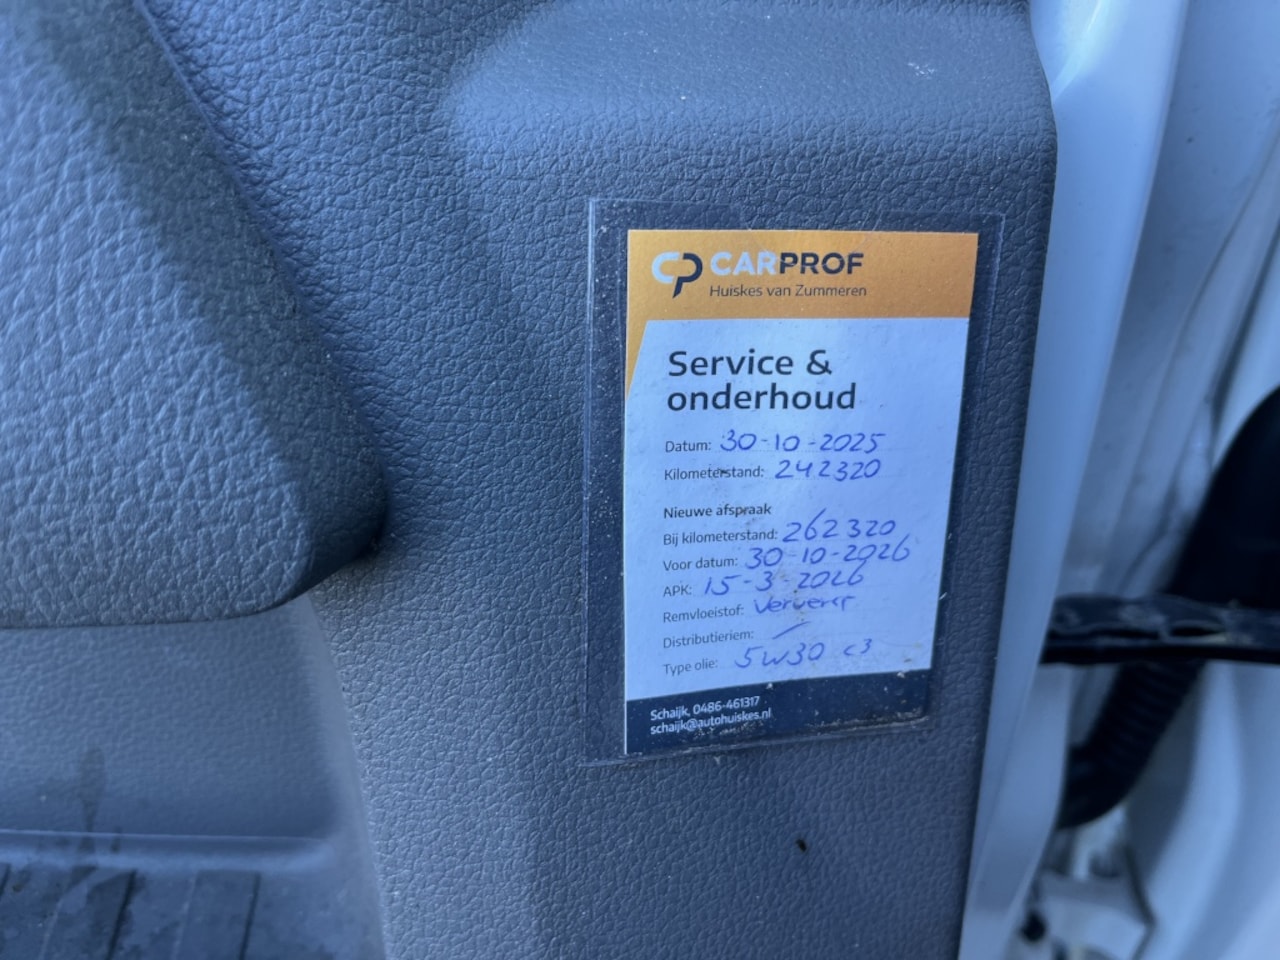 CP CARPROF
Huiskes van Zummeren
Service &
onderhoud
Datum: 30-10-2025
Kilometerstand: 242320
Nieuwe afspraak
Bij kilometerstand: 262320
Voor datum: 30-10-2026
APK: 15-3-2026
Remvloeistof: ververst
Distributieriem: /
Type olie: 5W30 C3
Schaijk, 0486-461317
schaijk@autohuiskes.nl